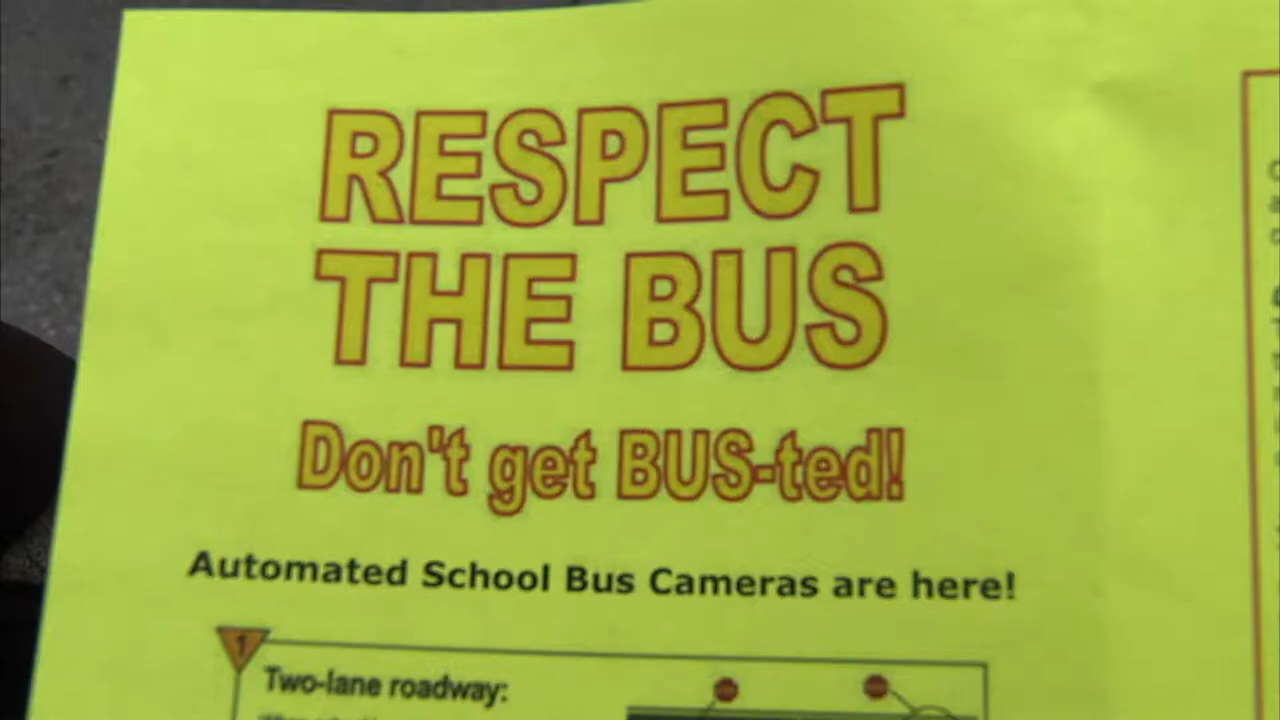 RESPECT
THE BUS
Don't get BUS-ted!
Automated School Bus Cameras are here!
1
Two-lane roadway: